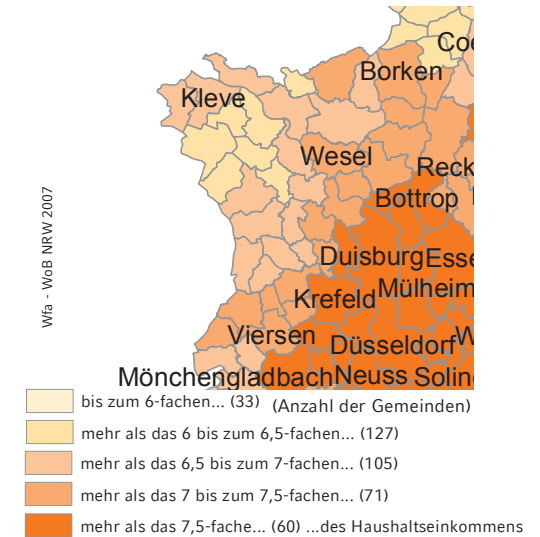 Coe
Borken
Kleve
Wesel
Reck
Bottrop
Duisburg Esse
Mülheim
Krefeld
Viersen
Düsseldorf W
Mönchengladbach Neuss Soling
Wfa - WoB NRW 2007
bis zum 6-fachen... (33) (Anzahl der Gemeinden)
mehr als das 6 bis zum 6,5-fachen... (127)
mehr als das 6,5 bis zum 7-fachen... (105)
mehr als das 7 bis zum 7,5-fachen... (71)
mehr als das 7,5-fache... (60) ...des Haushaltseinkommens